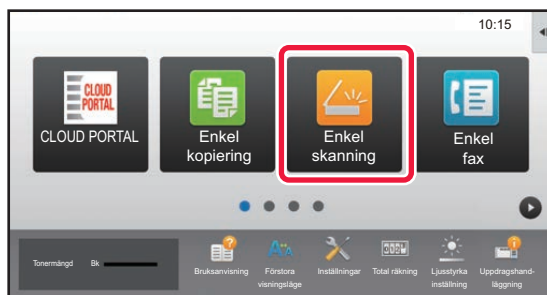 10:15
CLOUD
PORTAL
CLOUD PORTAL
Enkel
kopiering
Enkel
skanning
Enkel
fax
Tonermängd Bk
Bruksanvisning
Förstora
visningsläge
Inställningar
Total räkning
Ljusstyrka
inställning
Uppdragshand-
läggning